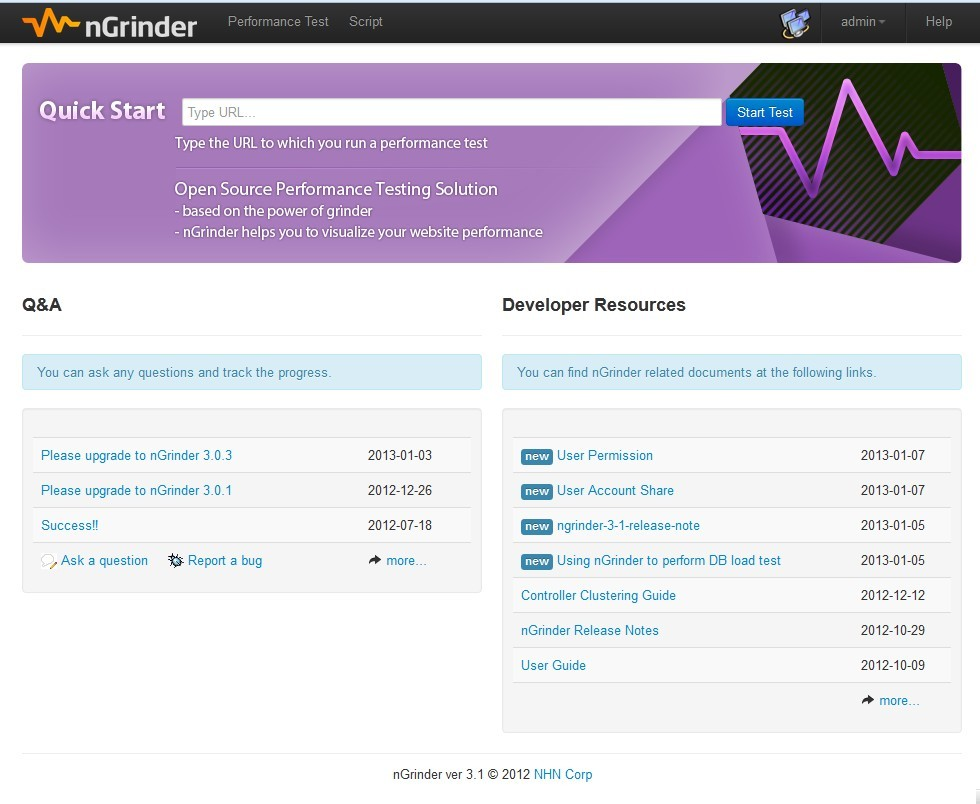 nGrinder Performance Test Script admin Help
Quick Start Type URL... Start Test
Type the URL to which you run a performance test
Open Source Performance Testing Solution
- based on the power of grinder
- nGrinder helps you to visualize your website performance
Q&A
You can ask any questions and track the progress.
Please upgrade to nGrinder 3.0.3 2013-01-03
Please upgrade to nGrinder 3.0.1 2012-12-26
Success!! 2012-07-18
Ask a question Report a bug more...
Developer Resources
You can find nGrinder related documents at the following links.
new User Permission 2013-01-07
new User Account Share 2013-01-07
new ngrinder-3-1-release-note 2013-01-05
new Using nGrinder to perform DB load test 2013-01-05
Controller Clustering Guide 2012-12-12
nGrinder Release Notes 2012-10-29
User Guide 2012-10-09
more...
nGrinder ver 3.1 © 2012 NHN Corp